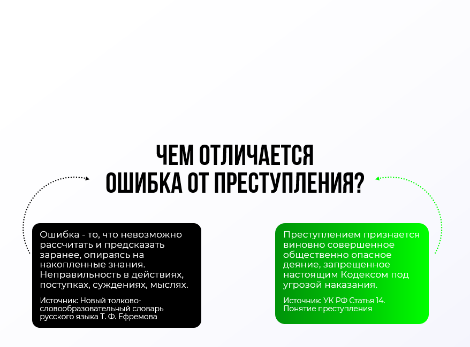 ЧЕМ ОТЛИЧАЕТСЯ
ОШИБКА ОТ ПРЕСТУПЛЕНИЯ?
Ошибка - то, что невозможно
рассчитать и предсказать
заранее, опираясь на
накопленные знания.
Неправильность в действиях,
поступках, суждениях, мыслях.
Источник: Новый толково-
словообразовательный словарь
русского языка Т. Ф. Ефремова
Преступлением признается
виновно совершенное
общественно опасное
деяние, запрещенное
настоящим Кодексом под
угрозой наказания.
Источник: УК РФ Статья 14.
Понятие преступления